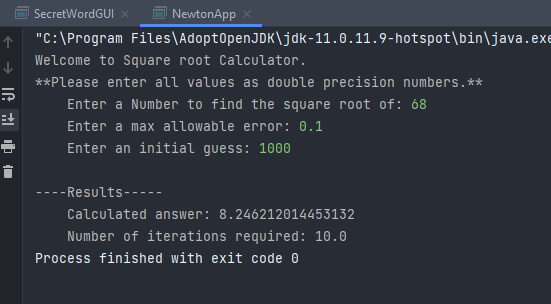 SecretWordGUI NewtonApp
"C:\Program Files\AdoptOpenJDK\jdk-11.0.11.9-hotspot\bin\java.exe
Welcome to Square root Calculator.
**Please enter all values as double precision numbers.**
Enter a Number to find the square root of: 68
Enter a max allowable error: 0.1
Enter an initial guess: 1000
----Results-----
Calculated answer: 8.246212014453132
Number of iterations required: 10.0
Process finished with exit code 0